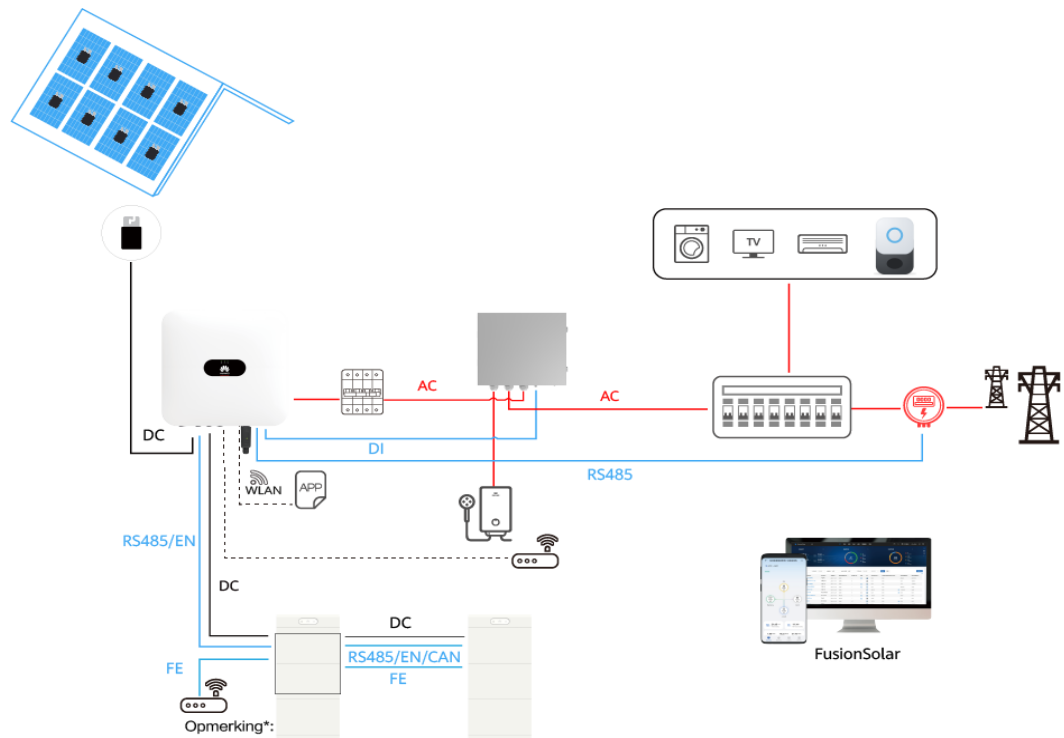 TV
AC
AC
DC
DI
RS485
WLAN
APP
RS485/EN
DC
DC
RS485/EN/CAN
FE
FE
Opmerking*:
FusionSolar